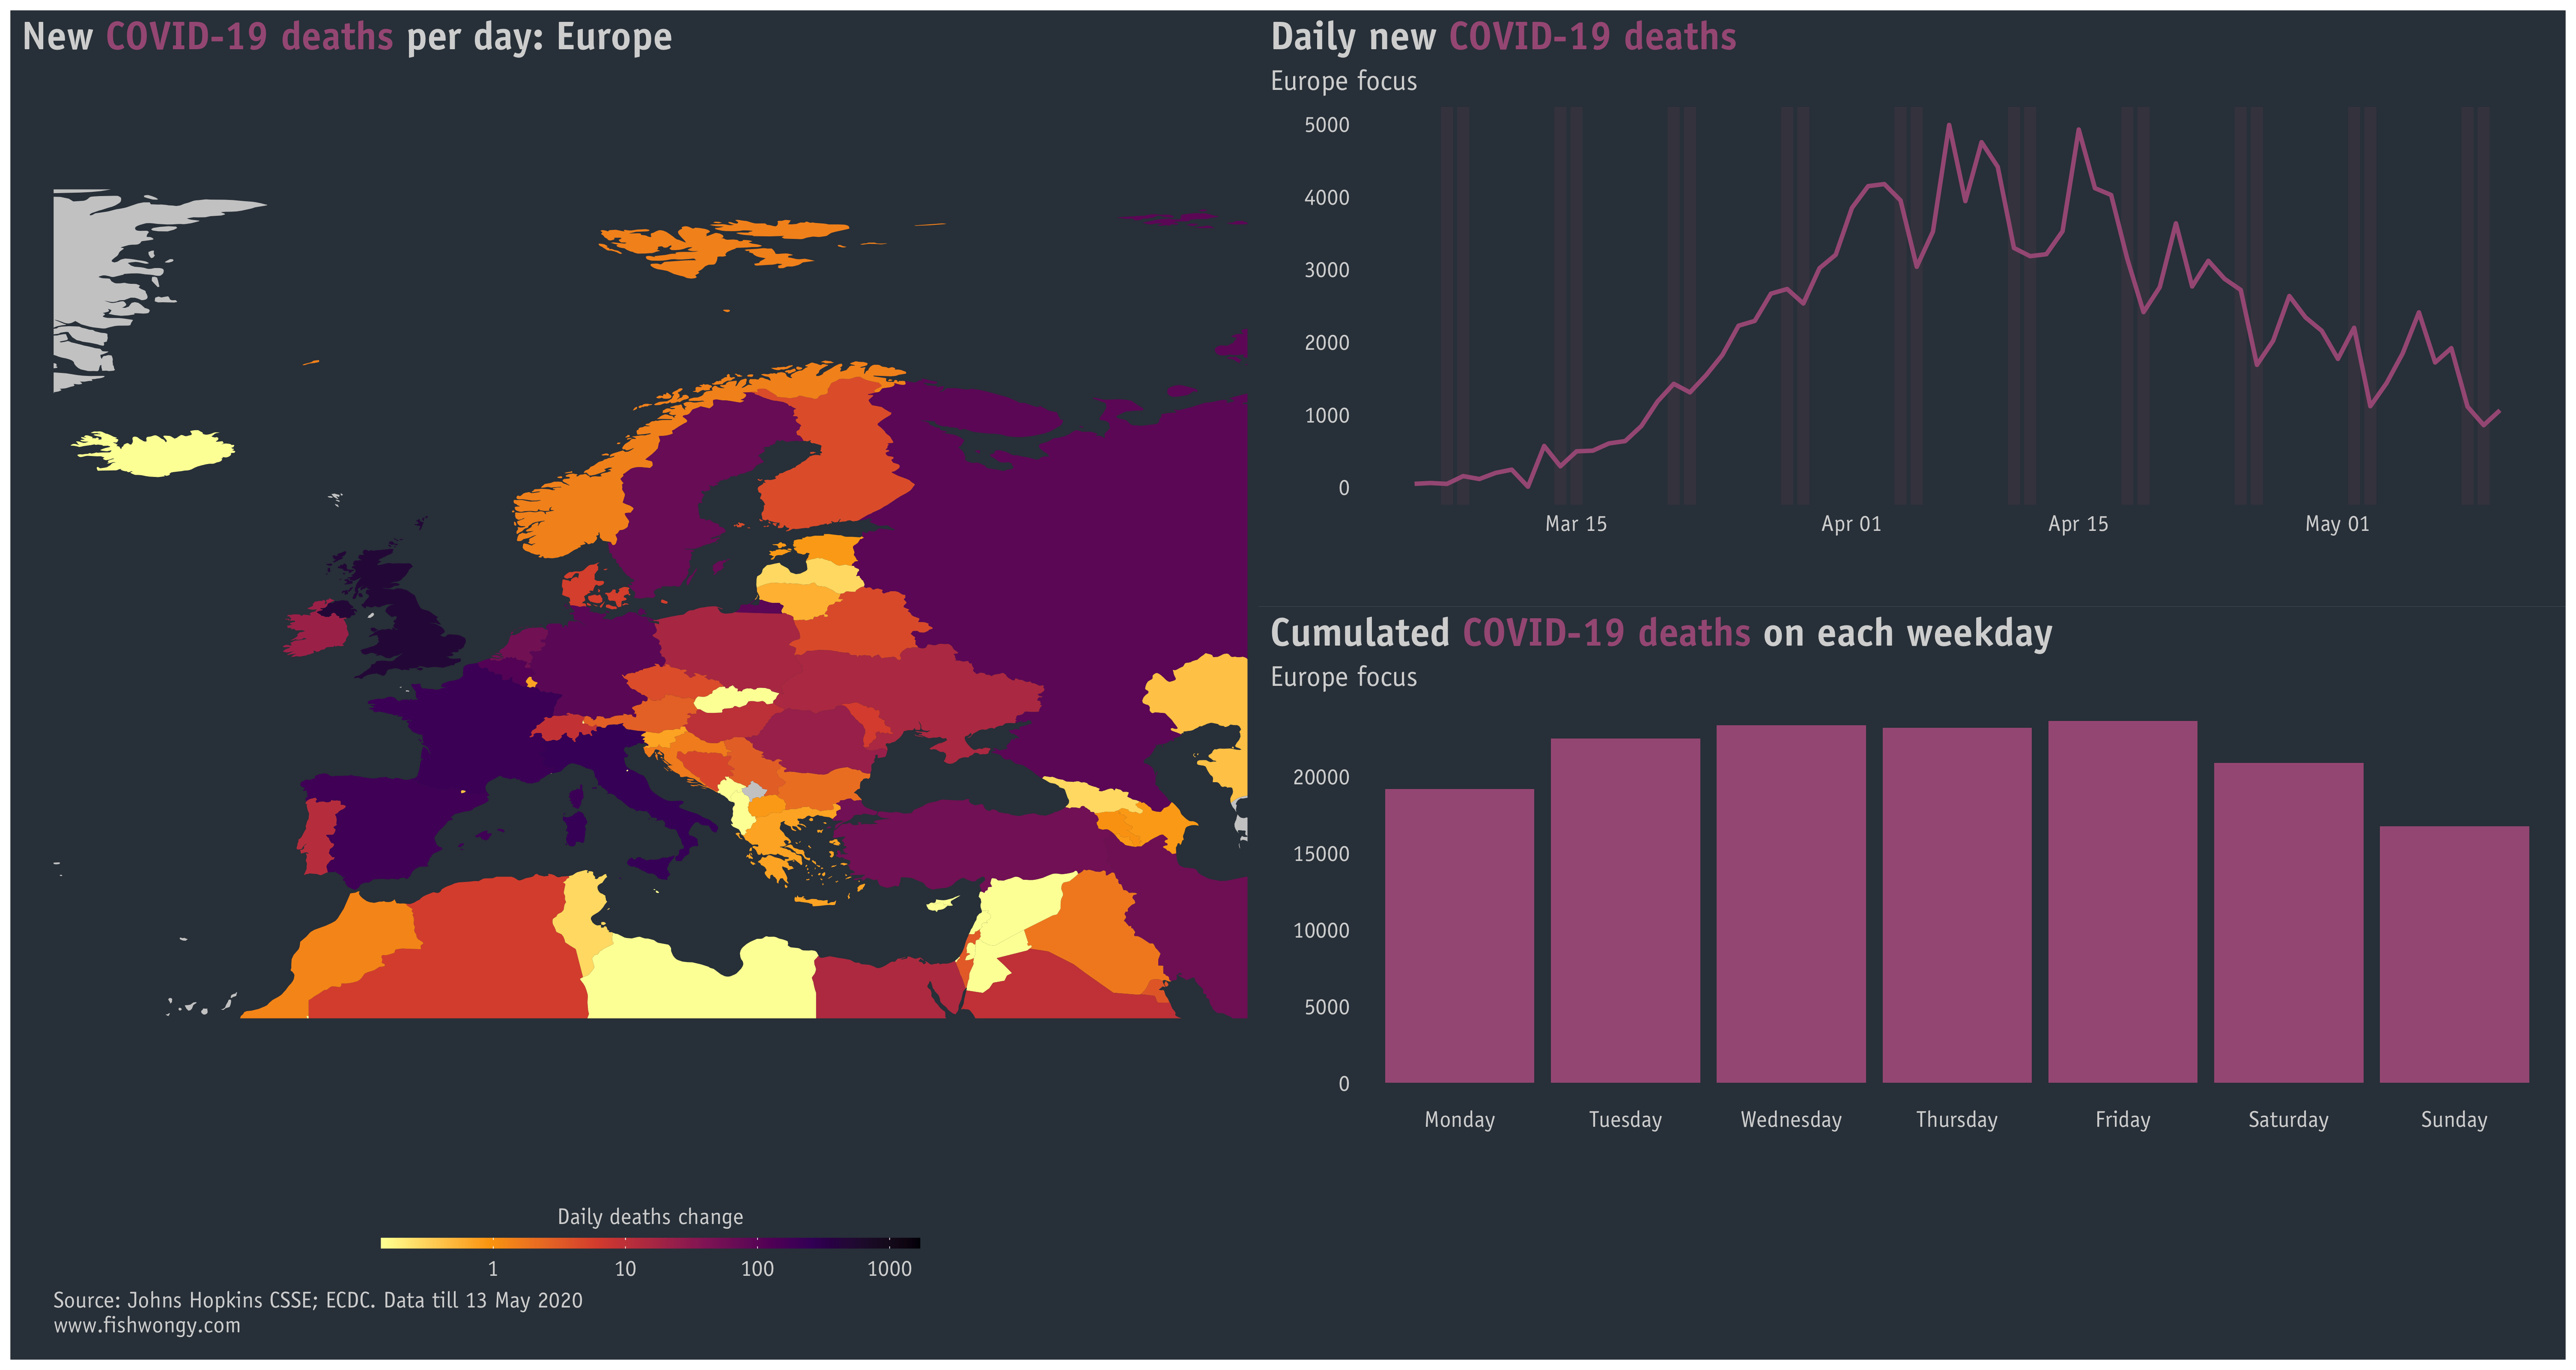 New COVID-19 deaths per day: Europe
Daily deaths change
1 10 100 1000
Source: Johns Hopkins CSSE; ECDC. Data till 13 May 2020
www.fishwongy.com
Daily new COVID-19 deaths
Europe focus
5000
4000
3000
2000
1000
0
Mar 15 Apr 01 Apr 15 May 01
Cumulated COVID-19 deaths on each weekday
Europe focus
20000
15000
10000
5000
0
Monday Tuesday Wednesday Thursday Friday Saturday Sunday